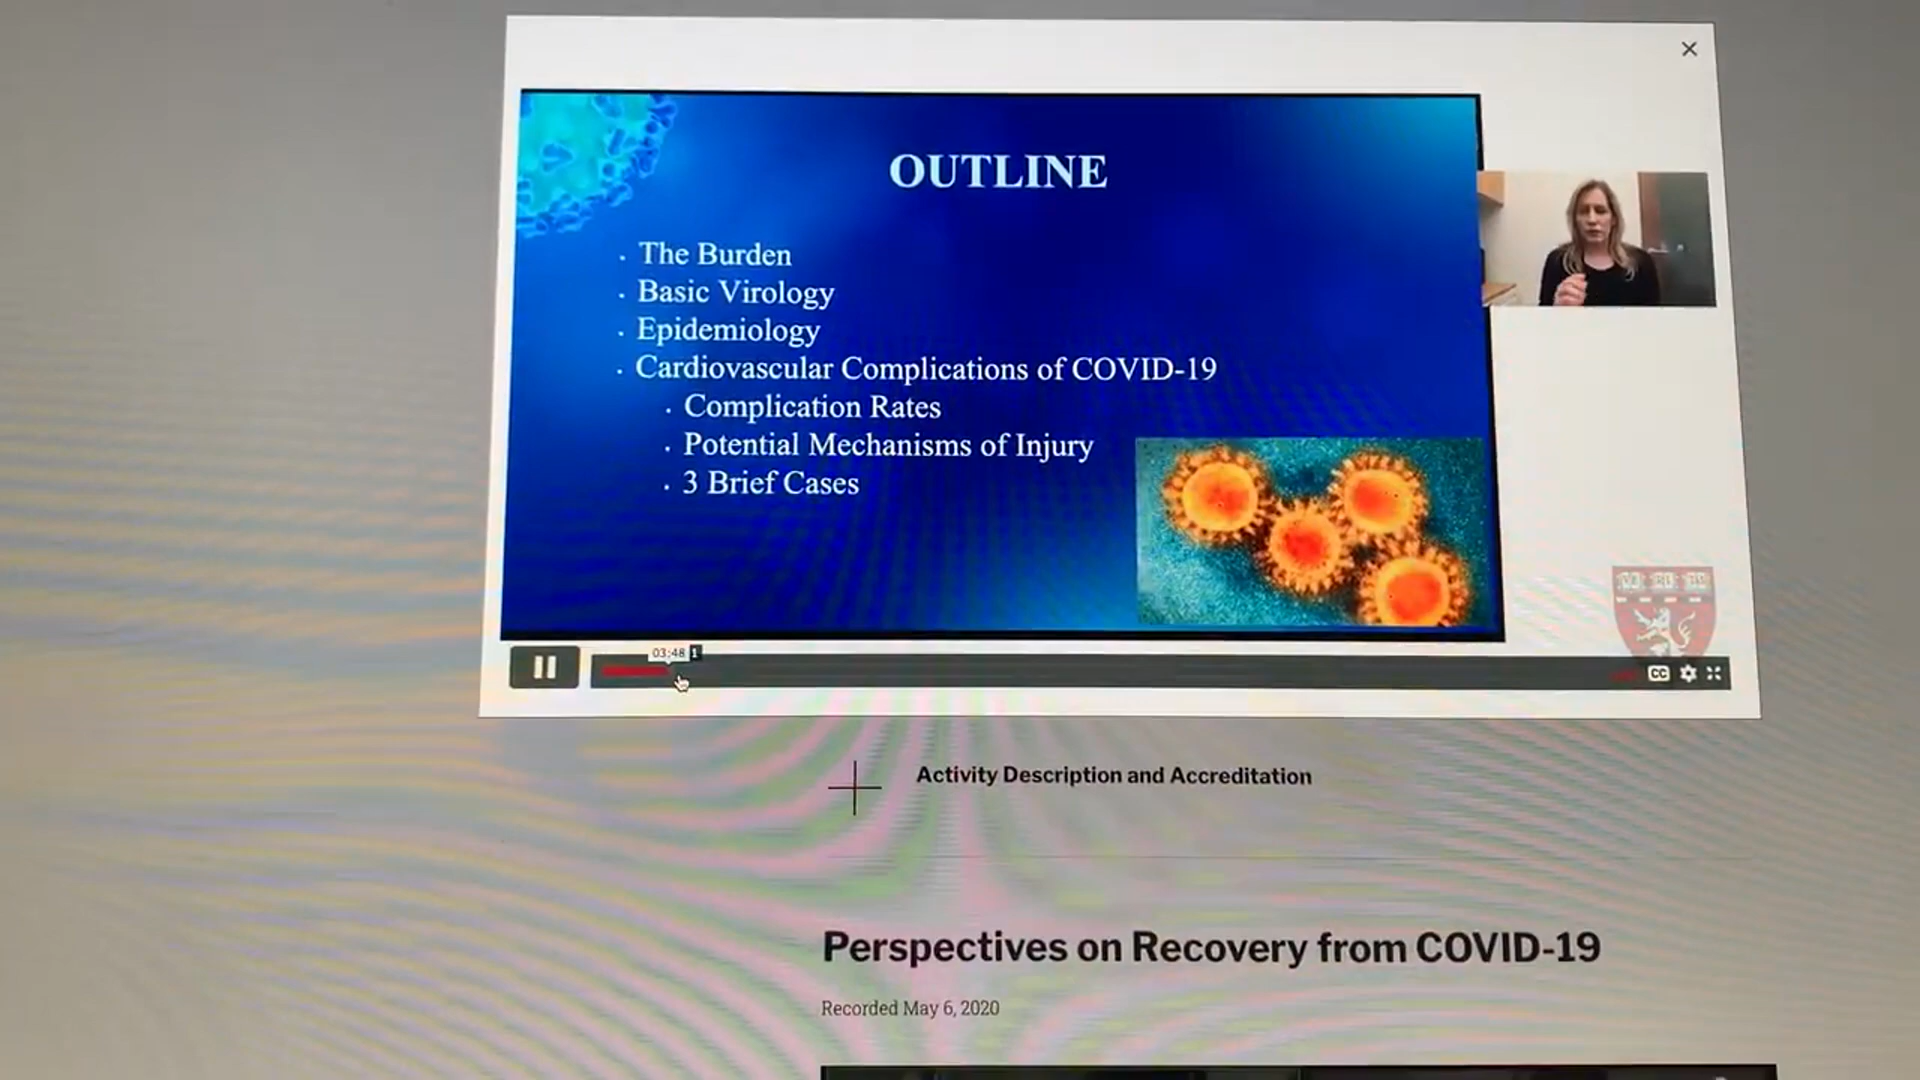 OUTLINE
The Burden
Basic Virology
Epidemiology
Cardiovascular Complications of COVID-19
Complication Rates
Potential Mechanisms of Injury
3 Brief Cases
03:48
CC
Activity Description and Accreditation
Perspectives on Recovery from COVID-19
Recorded May 6, 2020